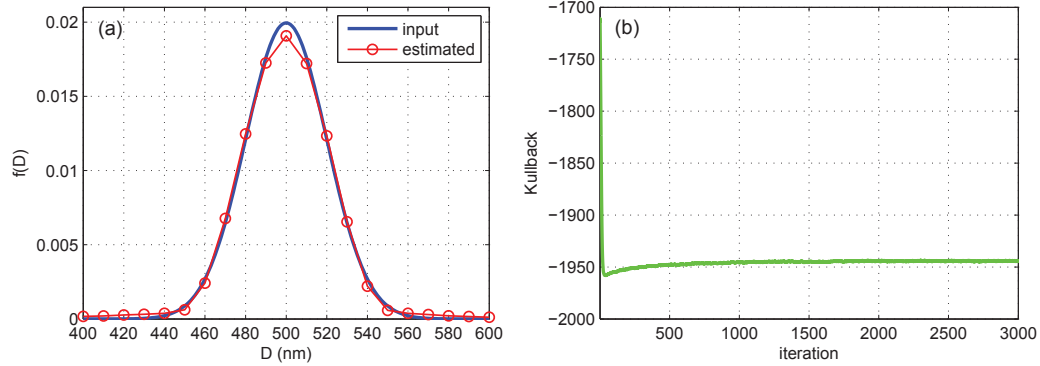 (a)
input
estimated
0.02
0.015
0.01
0.005
0
f(D)
400 420 440 460 480 500 520 540 560 580 600
D (nm)
(b)
−1700
−1750
−1800
−1850
−1900
−1950
−2000
Kullback
500 1000 1500 2000 2500 3000
iteration